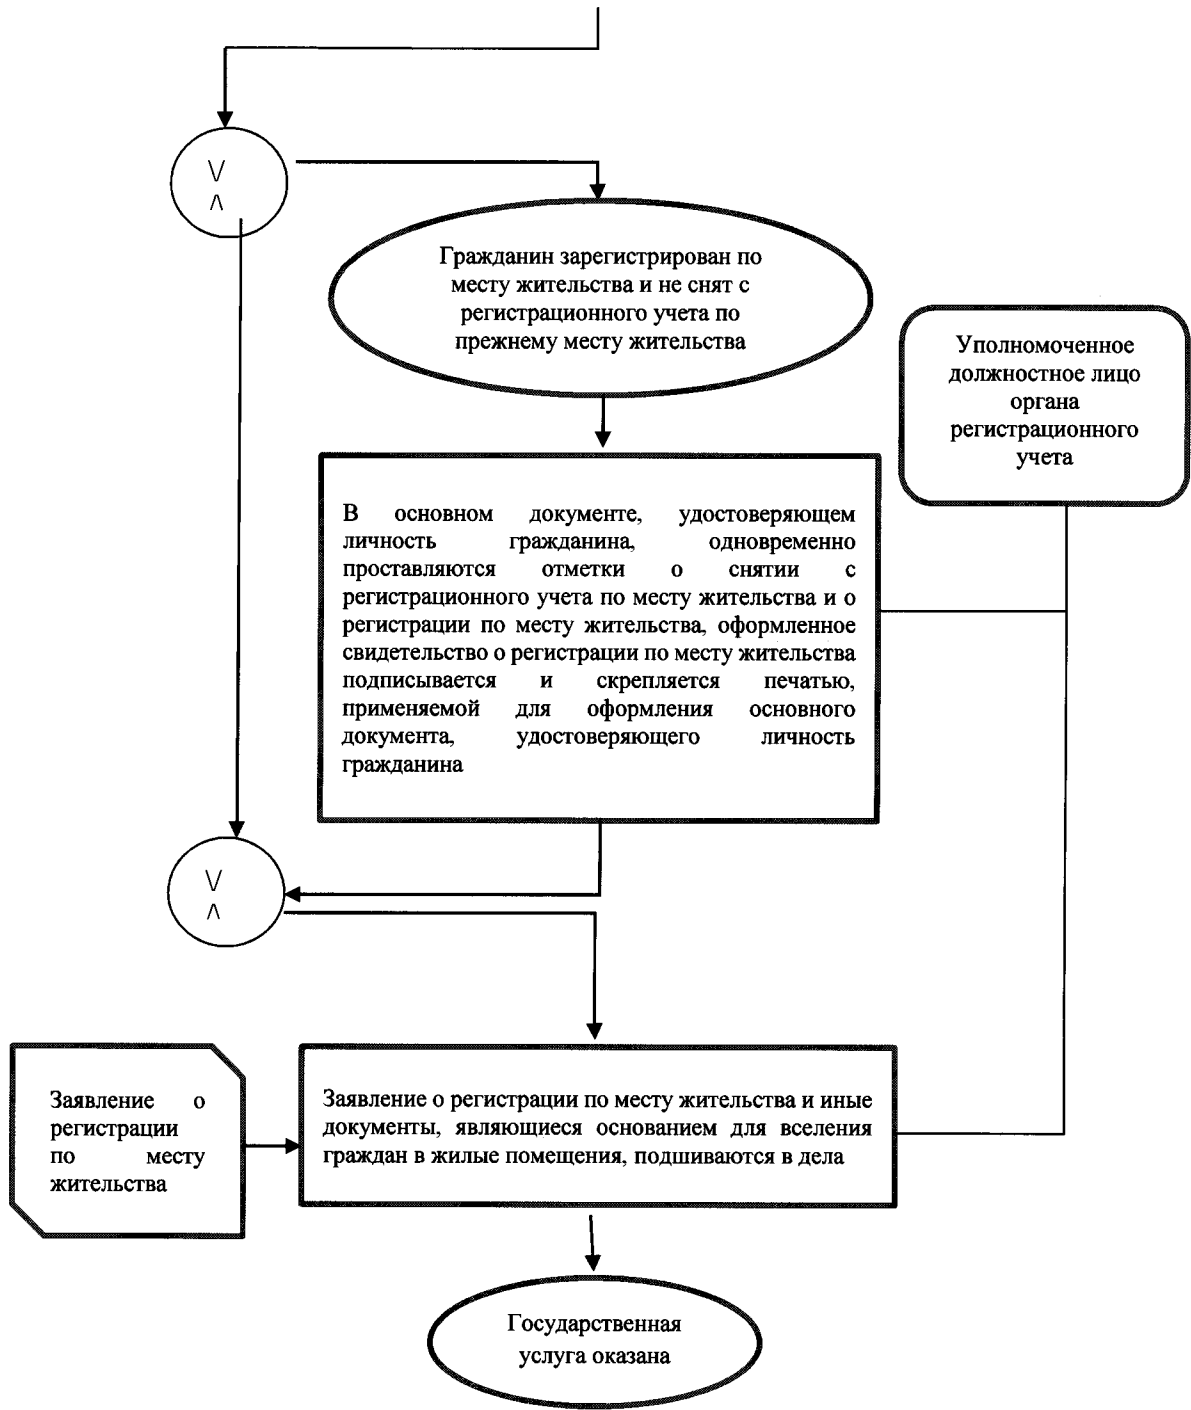 \/
/\
Гражданин зарегистрирован по
месту жительства и не снят с
регистрационного учета по
прежнему месту жительства
Уполномоченное
должностное лицо
органа
регистрационного
учета
В основном документе, удостоверяющем
личность гражданина, одновременно
проставляются отметки о снятии с
регистрационного учета по месту жительства и о
регистрации по месту жительства, оформленное
свидетельство о регистрации по месту жительства
подписывается и скрепляется печатью,
применяемой для оформления основного
документа, удостоверяющего личность
гражданина
\/
/\
Заявление о
регистрации
по месту
жительства
Заявление о регистрации по месту жительства и иные
документы, являющиеся основанием для вселения
граждан в жилые помещения, подшиваются в дела
Государственная
услуга оказана